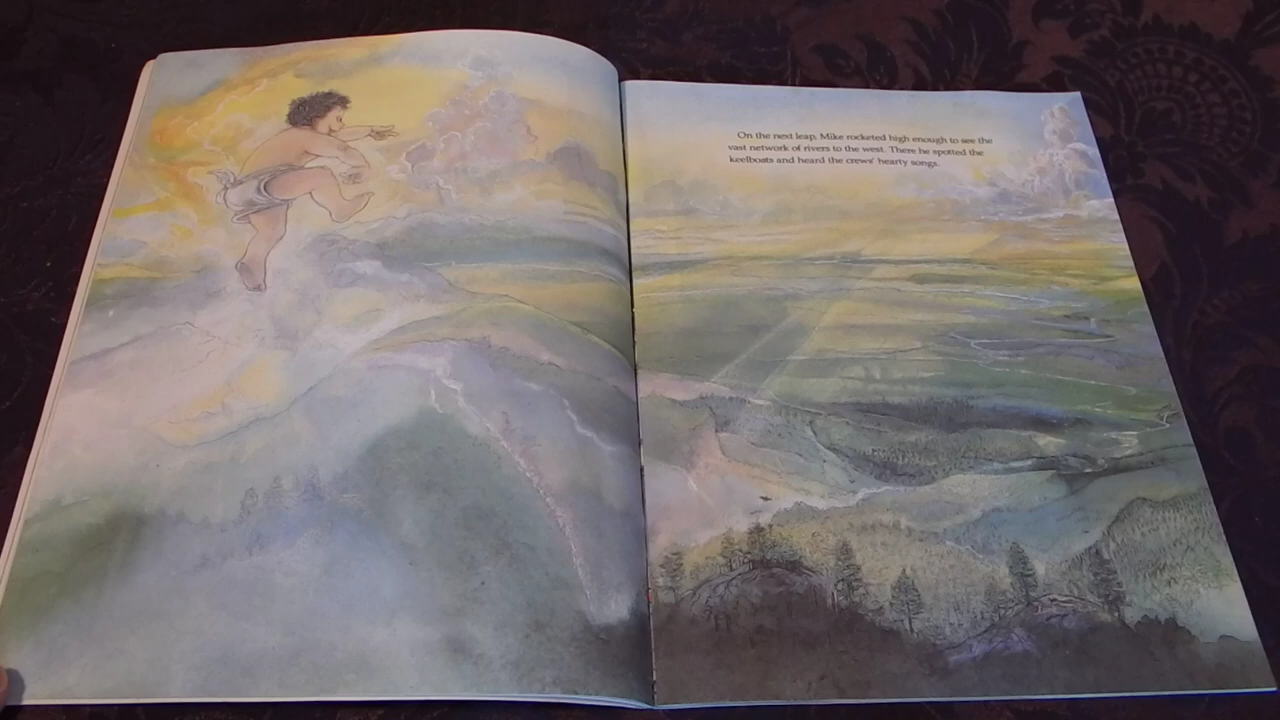 On the next leap, Mike rocketed high enough to see the
vast network of rivers to the west. There he spotted the
keelboats and heard the crews' hearty songs.